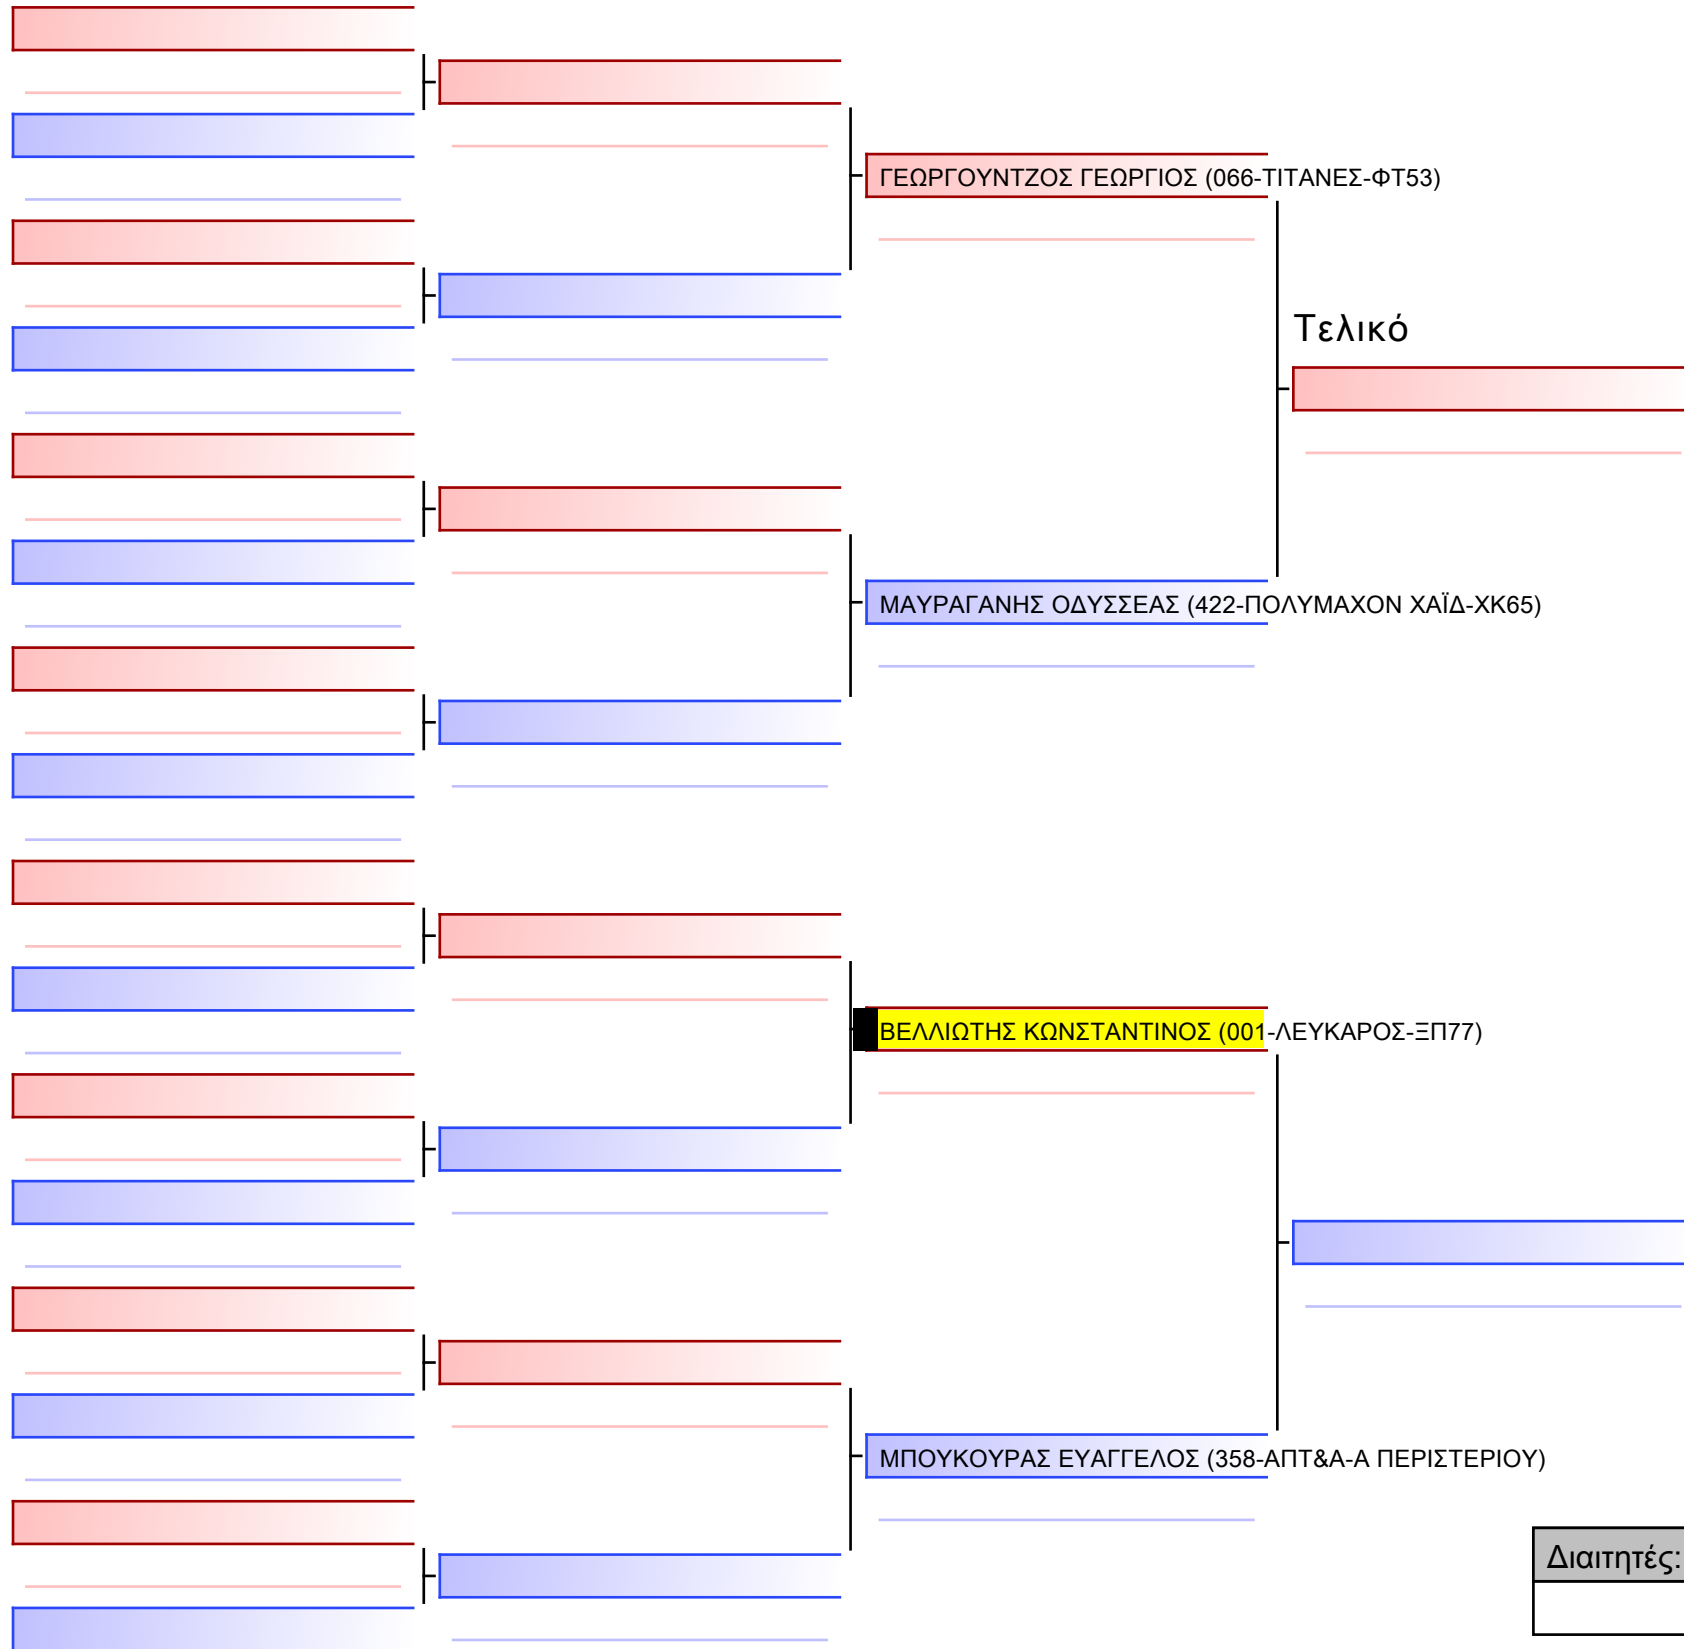 ΓΕΩΡΓΟΥΝΤΖΟΣ ΓΕΩΡΓΙΟΣ (066-ΤΙΤΑΝΕΣ-ΦΤ53)
Τελικό
ΜΑΥΡΑΓΑΝΗΣ ΟΔΥΣΣΕΑΣ (422-ΠΟΛΥΜΑΧΟΝ ΧΑΪΔ-ΧΚ65)
ΒΕΛΛΙΩΤΗΣ ΚΩΝΣΤΑΝΤΙΝΟΣ (001-ΛΕΥΚΑΡΟΣ-ΞΠ77)
ΜΠΟΥΚΟΥΡΑΣ ΕΥΑΓΓΕΛΟΣ (358-ΑΠΤ&Α-Α ΠΕΡΙΣΤΕΡΙΟΥ)
Διαιτητές: